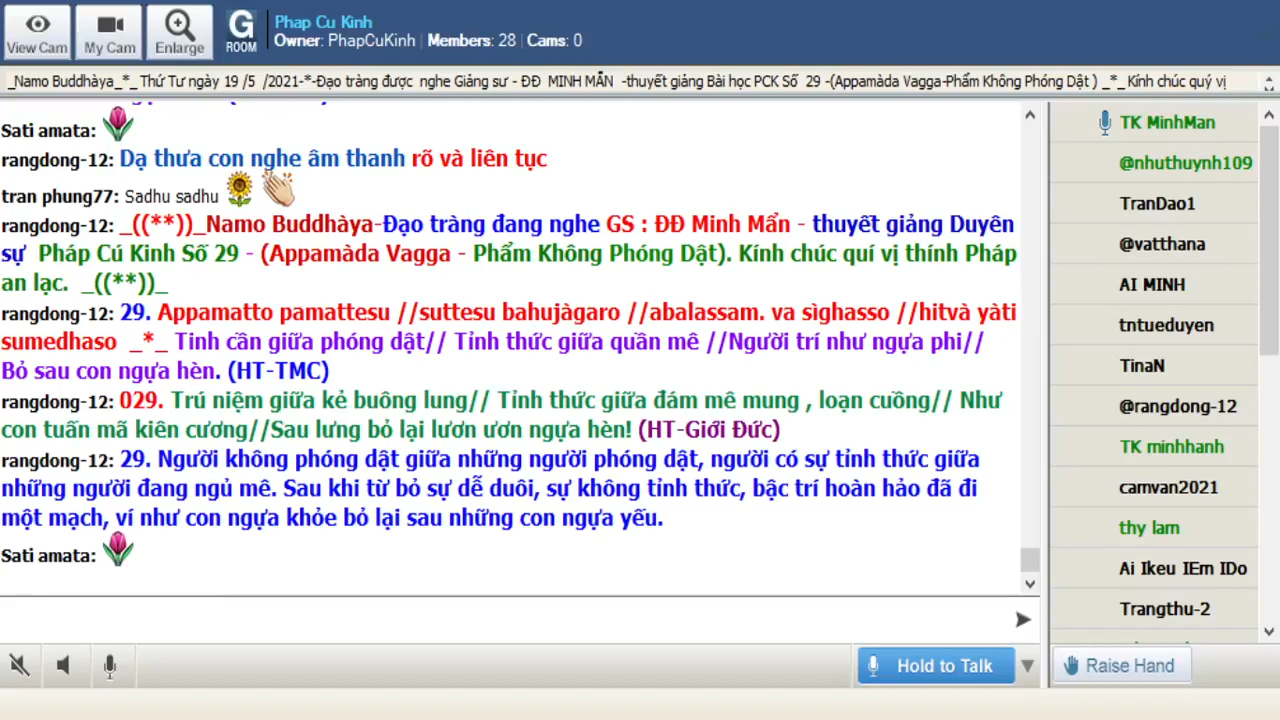 View Cam
My Cam
Enlarge
G
ROOM
Phap Cu Kinh
Owner: PhapCuKinh | Members: 28 | Cams: 0
_Namo Buddhàya_*_ Thứ Tư ngày 19 /5 /2021-*-Đạo tràng được nghe Giảng sư - ĐĐ MINH MẪN -thuyết giảng Bài học PCK Số 29 -(Appamàda Vagga-Phẩm Không Phóng Dật ) _*_ Kính chúc quý vị
Sati amata:
rangdong-12: Dạ thưa con nghe âm thanh rõ và liên tục
tran phung77: Sadhu sadhu
rangdong-12: _((**))_Namo Buddhàya-Đạo tràng đang nghe GS : ĐĐ Minh Mẩn - thuyết giảng Duyên
sự Pháp Cú Kinh Số 29 - (Appamàda Vagga - Phẩm Không Phóng Dật). Kính chúc quí vị thính Pháp
an lạc. _((**))_
rangdong-12: 29. Appamatto pamattesu //suttesu bahujàgaro //abalassam. va sìghasso //hitvà yàti
sumedhaso _*_ Tinh cần giữa phóng dật// Tỉnh thức giữa quần mê //Người trí như ngựa phi//
Bỏ sau con ngựa hèn. (HT-TMC)
rangdong-12: 029. Trú niệm giữa kẻ buông lung// Tỉnh thức giữa đám mê mung , loạn cuồng// Như
con tuấn mã kiên cương//Sau lưng bỏ lại lươn ươn ngựa hèn! (HT-Giới Đức)
rangdong-12: 29. Người không phóng dật giữa những người phóng dật, người có sự tỉnh thức giữa
những người đang ngủ mê. Sau khi từ bỏ sự dễ duôi, sự không tỉnh thức, bậc trí hoàn hảo đã đi
một mạch, ví như con ngựa khỏe bỏ lại sau những con ngựa yếu.
Sati amata:
TK MinhMan
@nhuthuynh109
TranDao1
@vatthana
AI MINH
tntueduyen
TinaN
@rangdong-12
TK minhhanh
camvan2021
thy lam
Ai Ikeu IEm IDo
Trangthu-2
Hold to Talk
Raise Hand